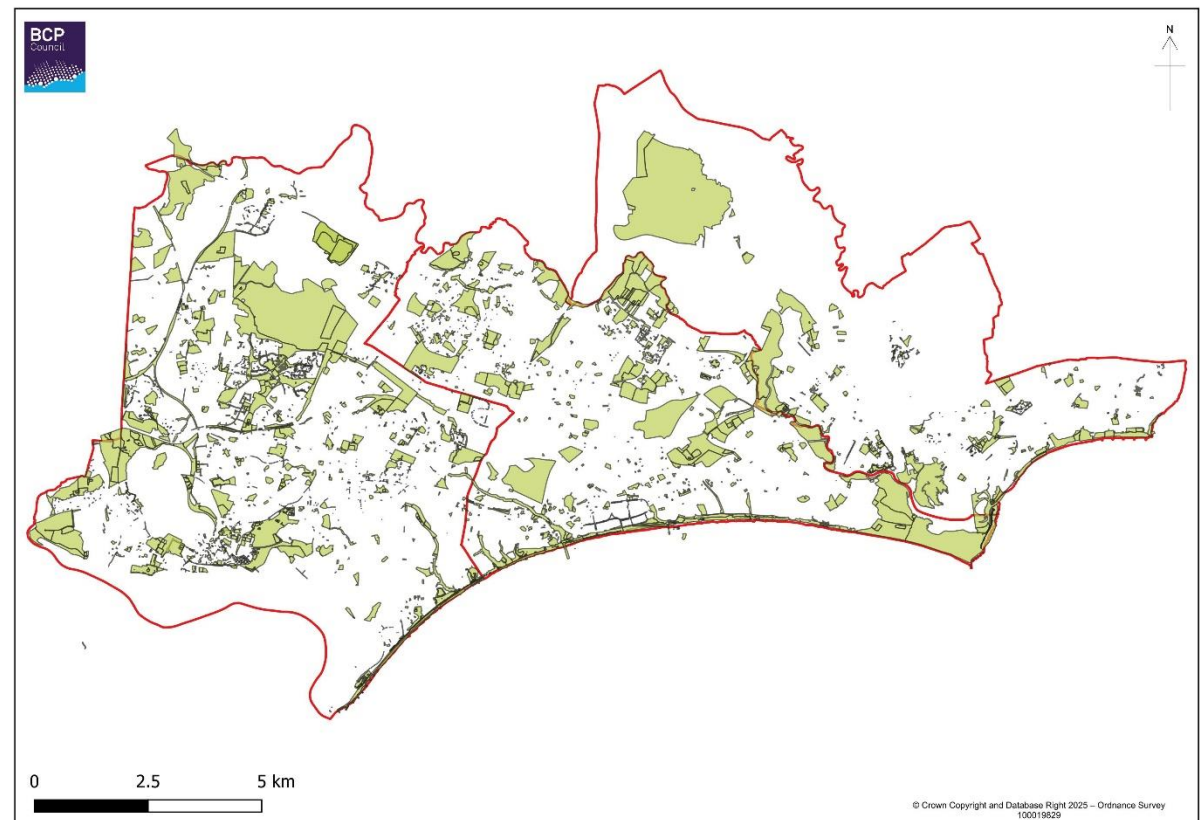 BCP
Council
N
0 2.5 5 km
© Crown Copyright and Database Right 2025 – Ordnance Survey
100019829